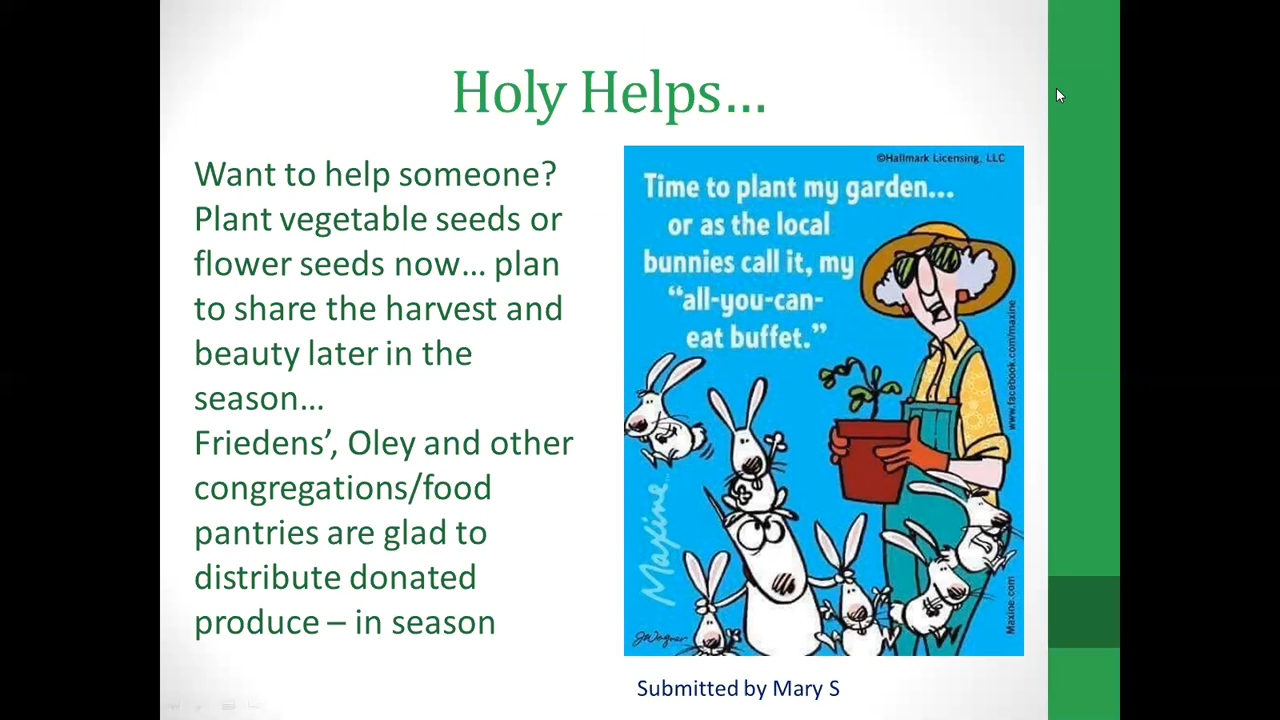 Holy Helps…
Want to help someone?
Plant vegetable seeds or
flower seeds now… plan
to share the harvest and
beauty later in the
season…
Friedens’, Oley and other
congregations/food
pantries are glad to
distribute donated
produce – in season
©Hallmark Licensing, LLC
Time to plant my garden...
or as the local
bunnies call it, my
“all-you-can-
eat buffet.”
www.facebook.com/maxine
Maxine.com
Maxine
JWagner
Submitted by Mary S